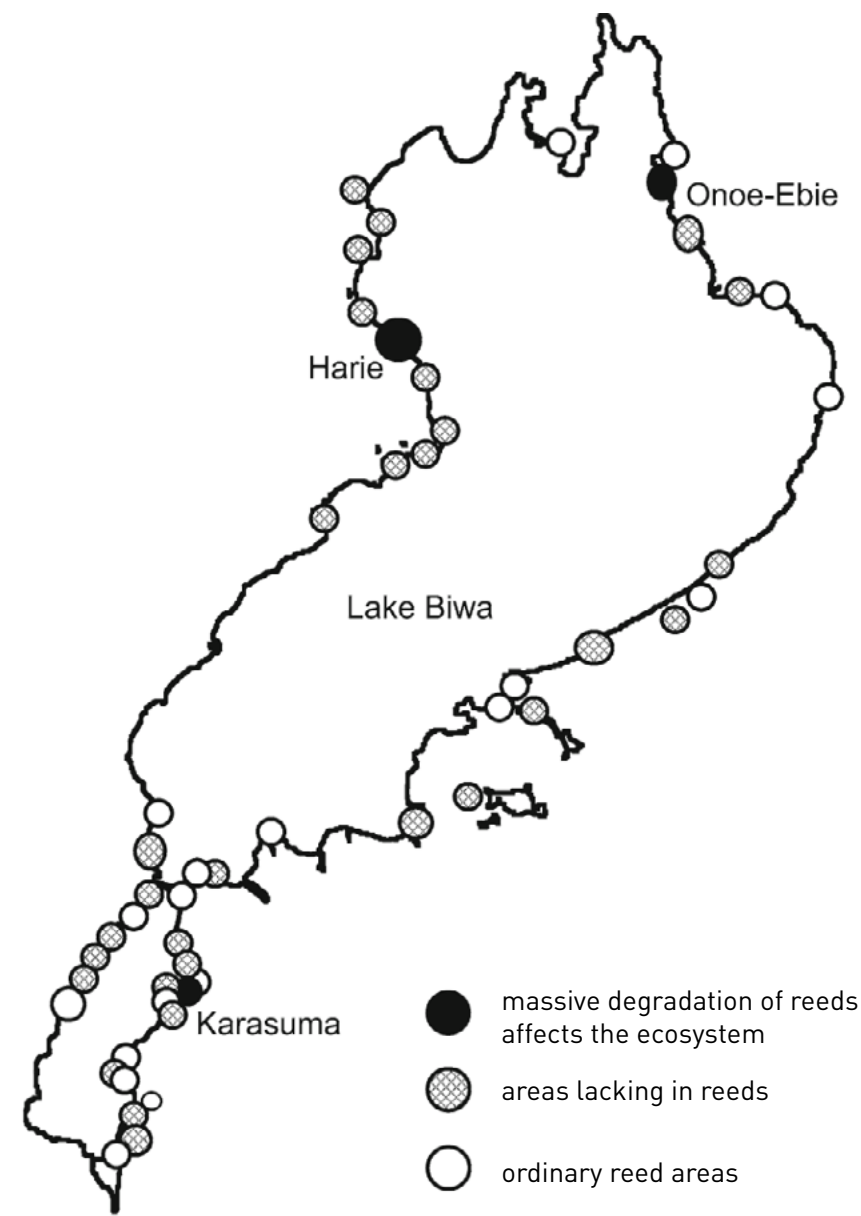 Onoe-Ebie
Harie
Lake Biwa
Karasuma
massive degradation of reeds
affects the ecosystem
areas lacking in reeds
ordinary reed areas